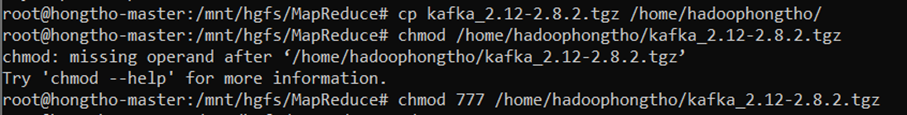 root@hongtho-master:/mnt/hgfs/MapReduce# cp kafka_2.12-2.8.2.tgz /home/hadoophongtho/
root@hongtho-master:/mnt/hgfs/MapReduce# chmod /home/hadoophongtho/kafka_2.12-2.8.2.tgz
chmod: missing operand after ‘/home/hadoophongtho/kafka_2.12-2.8.2.tgz’
Try 'chmod --help' for more information.
root@hongtho-master:/mnt/hgfs/MapReduce# chmod 777 /home/hadoophongtho/kafka_2.12-2.8.2.tgz